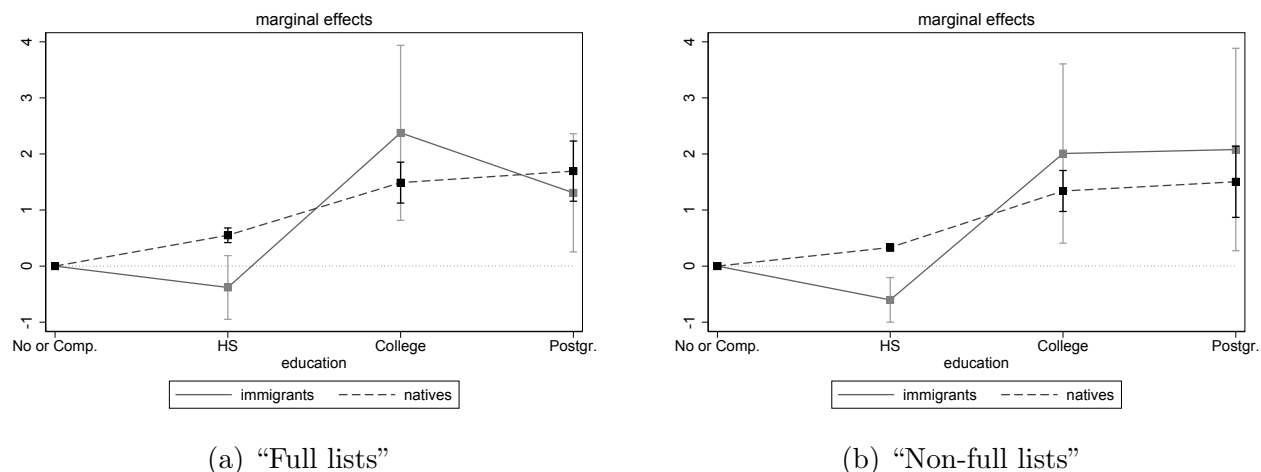 marginal effects
4
3
2
1
0
-1
No or Comp.
HS
College
Postgr.
education
immigrants
natives
(a) “Full lists”
marginal effects
4
3
2
1
0
-1
No or Comp.
HS
College
Postgr.
education
immigrants
natives
(b) “Non-full lists”